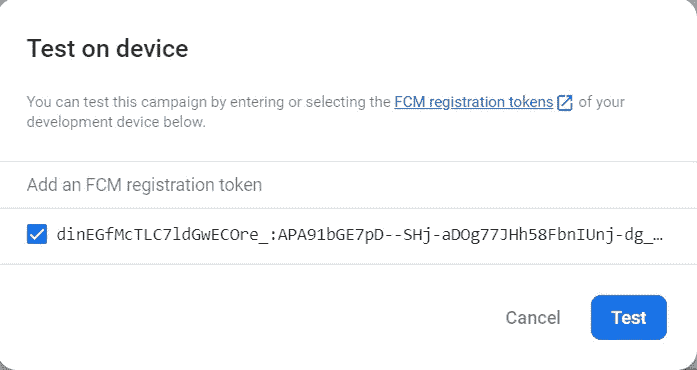 Test on device
You can test this campaign by entering or selecting the FCM registration tokens of your
development device below.
Add an FCM registration token
dinEGfMcTLC7ldGwECOre_:APA91bGE7pD--SHj-aDOg77JHh58FbnIUnj-dg_…
Cancel Test